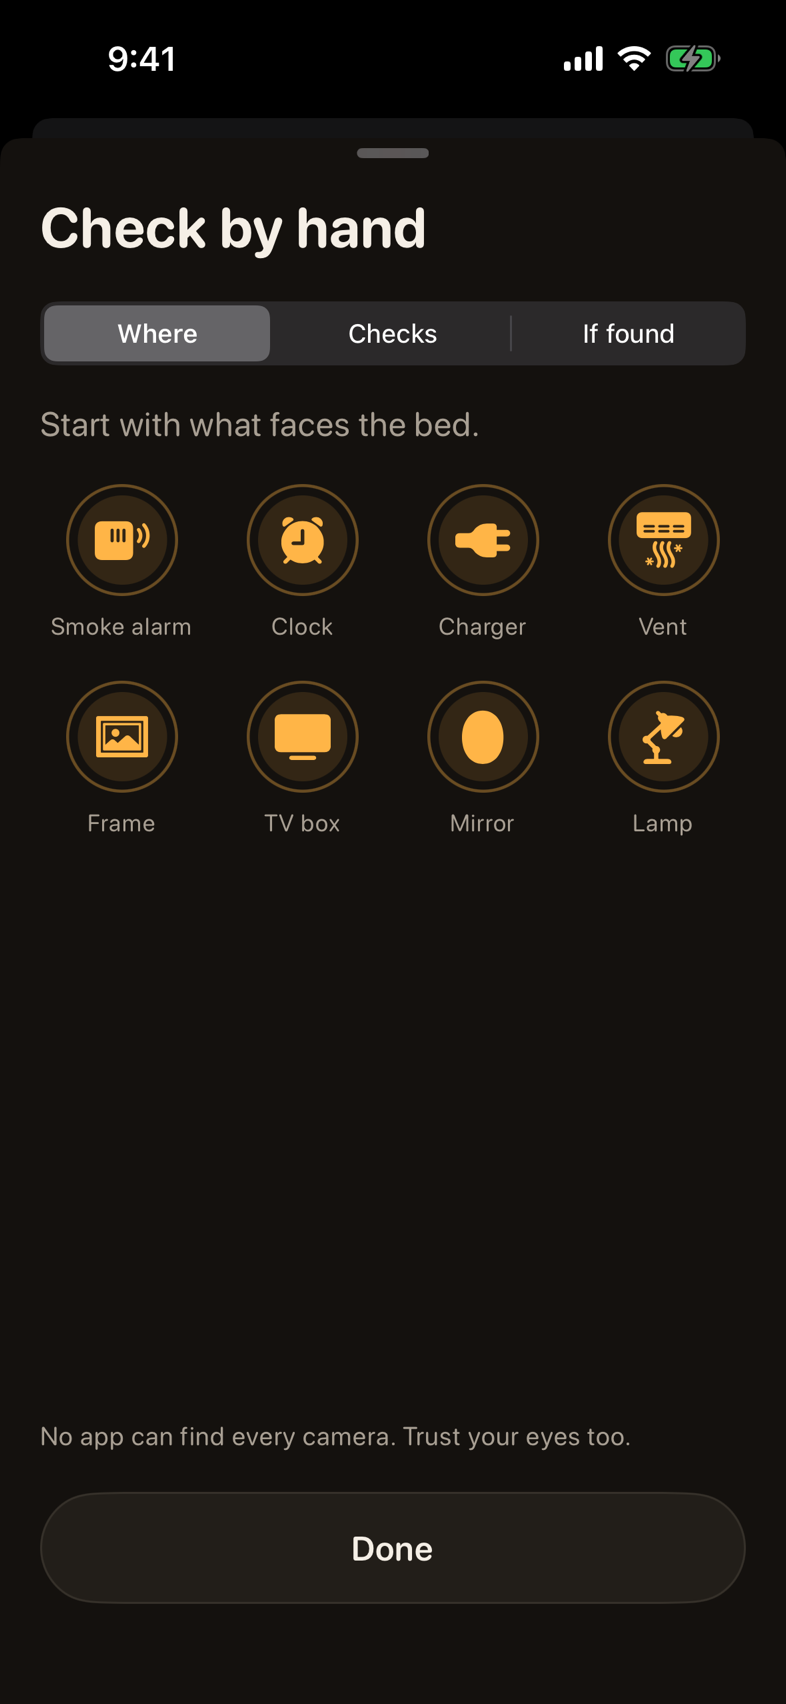 9:41
Check by hand
Where Checks If found
Start with what faces the bed.
Smoke alarm Clock Charger Vent
Frame TV box Mirror Lamp
No app can find every camera. Trust your eyes too.
Done